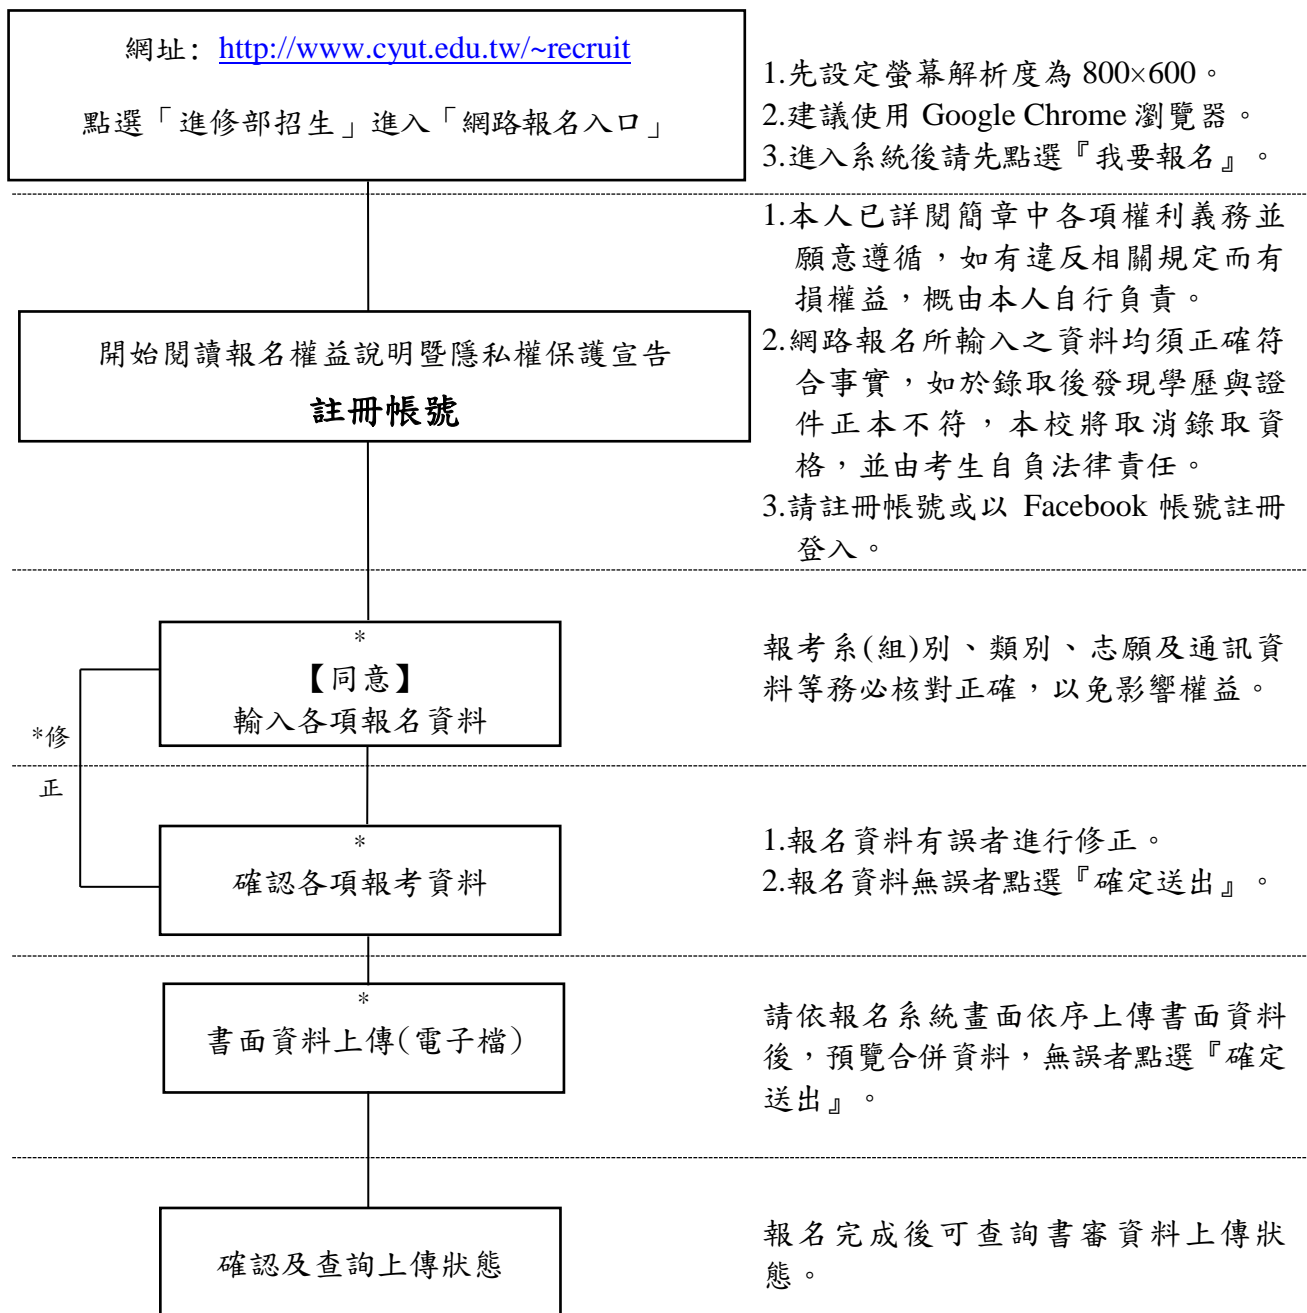 網址: http://www.cyut.edu.tw/~recruit
點選「進修部招生」進入「網路報名入口」
1.先設定螢幕解析度為 800×600。
2.建議使用 Google Chrome 瀏覽器。
3.進入系統後請先點選『我要報名』。
開始閱讀報名權益說明暨隱私權保護宣告
註冊帳號
1.本人已詳閱簡章中各項權利義務並
願意遵循，如有違反相關規定而有
損權益，概由本人自行負責。
2.網路報名所輸入之資料均須正確符
合事實，如於錄取後發現學歷與證
件正本不符，本校將取消錄取資
格，並由考生自負法律責任。
3.請註冊帳號或以 Facebook 帳號註冊
登入。
*
【同意】
輸入各項報名資料
報考系(組)別、類別、志願及通訊資
料等務必核對正確，以免影響權益。
*修
正
*
確認各項報考資料
1.報名資料有誤者進行修正。
2.報名資料無誤者點選『確定送出』。
*
書面資料上傳(電子檔)
請依報名系統畫面依序上傳書面資料
後，預覽合併資料，無誤者點選『確定
送出』。
確認及查詢上傳狀態
報名完成後可查詢書審資料上傳狀
態。